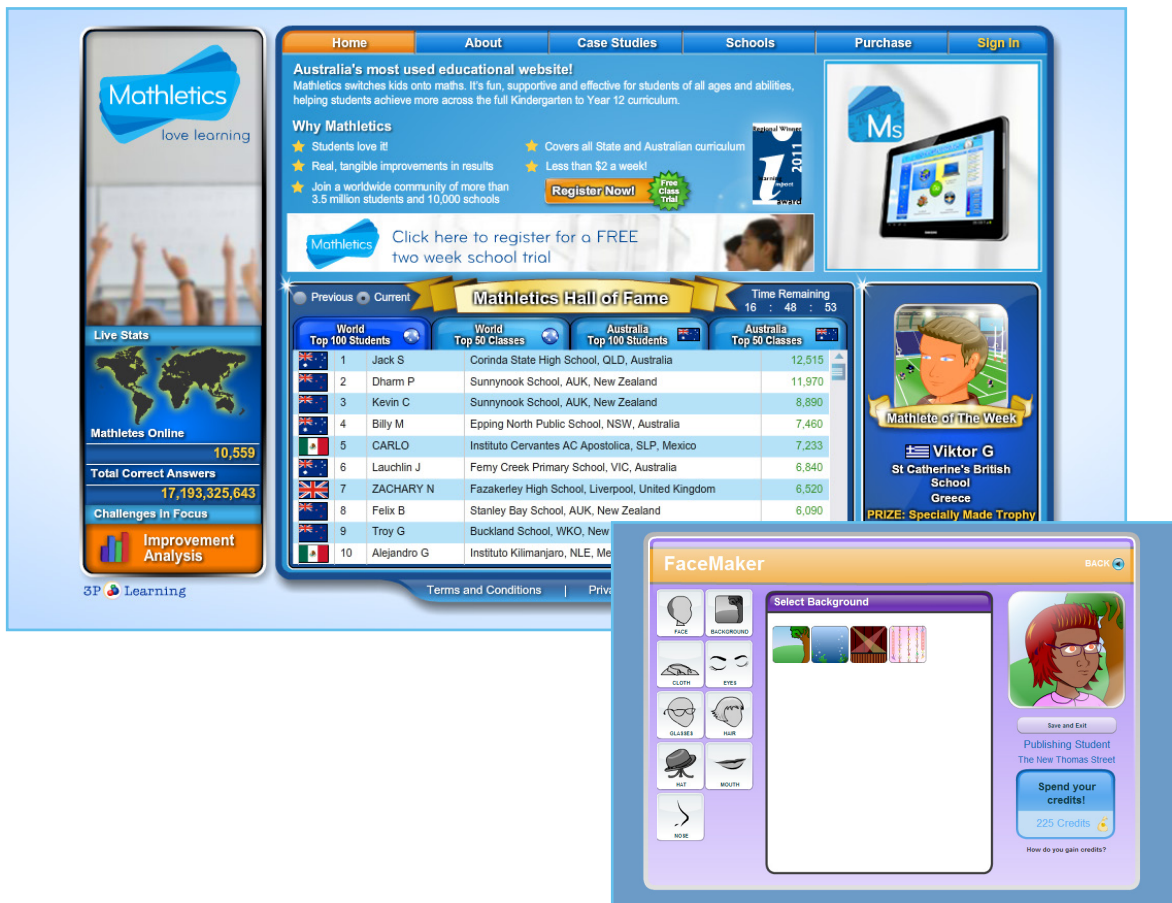 Mathletics
love learning
Live Stats
Mathletes Online
10,559
Total Correct Answers
17,193,325,643
Challenges In Focus
Improvement
Analysis
3P Learning
Home
About
Case Studies
Schools
Purchase
Sign In
Australia's most used educational website!
Mathletics switches kids onto maths. It's fun, supportive and effective for students of all ages and abilities,
helping students achieve more across the full Kindergarten to Year 12 curriculum.
Why Mathletics
Students love it!
Real, tangible improvements in results
Join a worldwide community of more than
3.5 million students and 10,000 schools
Covers all State and Australian curriculum
Less than $2 a week!
Register Now!
Free
Class
Trial
Regional Winner
2011
impact
award
Ms
Mathletics
Click here to register for a FREE
two week school trial
Previous Current
Mathletics Hall of Fame
Time Remaining
16 : 48 : 53
World
Top 100 Students
World
Top 50 Classes
Australia
Top 100 Students
Australia
Top 50 Classes
1 Jack S Corinda State High School, QLD, Australia 12,515
2 Dharm P Sunnynook School, AUK, New Zealand 11,970
3 Kevin C Sunnynook School, AUK, New Zealand 8,890
4 Billy M Epping North Public School, NSW, Australia 7,460
5 CARLO Instituto Cervantes AC Apostolica, SLP, Mexico 7,233
6 Lauchlin J Ferny Creek Primary School, VIC, Australia 6,840
7 ZACHARY N Fazakerley High School, Liverpool, United Kingdom 6,520
8 Felix B Stanley Bay School, AUK, New Zealand 6,090
9 Troy G Buckland School, WKO, New
10 Alejandro G Instituto Kilimanjaro, NLE, Me
Mathlete of The Week
Viktor G
St Catherine's British
School
Greece
PRIZE: Specially Made Trophy
Terms and Conditions | Priva
FaceMaker
BACK
FACE
BACKGROUND
CLOTH
EYES
GLASSES
HAIR
HAT
MOUTH
NOSE
Select Background
Save and Exit
Publishing Student
The New Thomas Street
Spend your
credits!
225 Credits
How do you gain credits?